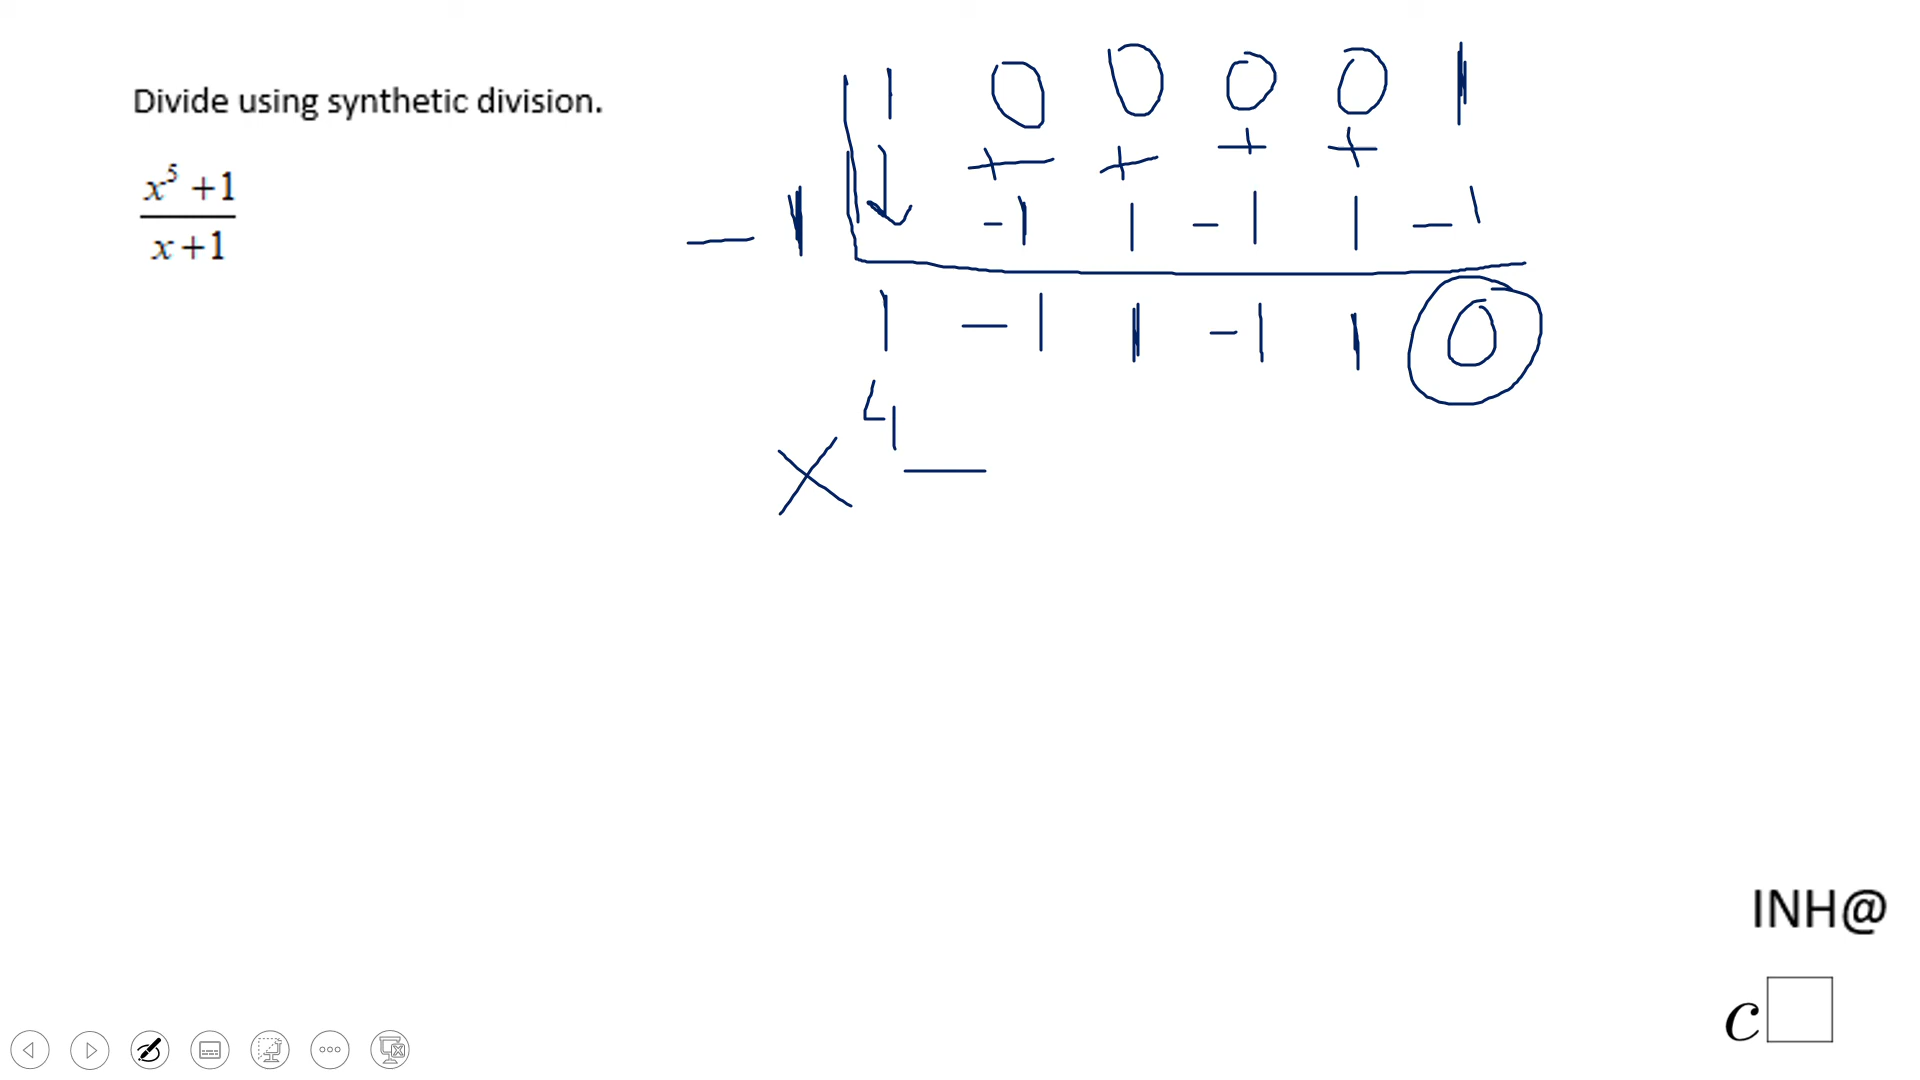 Divide using synthetic division.
x^5 + 1
x + 1
1 0 0 0 0 1
+ + + +
-1 -1 1 -1 1 -1
1 -1 1 -1 1 0
x^4 -
INH@
c